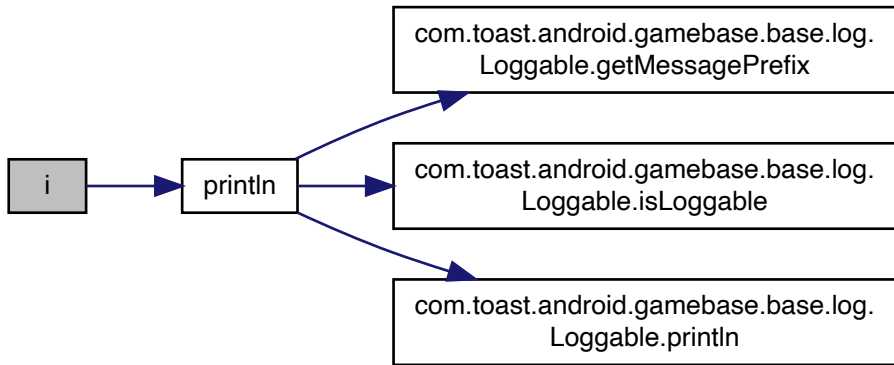 i
println
com.toast.android.gamebase.base.log.
Loggable.getMessagePrefix
com.toast.android.gamebase.base.log.
Loggable.isLoggable
com.toast.android.gamebase.base.log.
Loggable.println